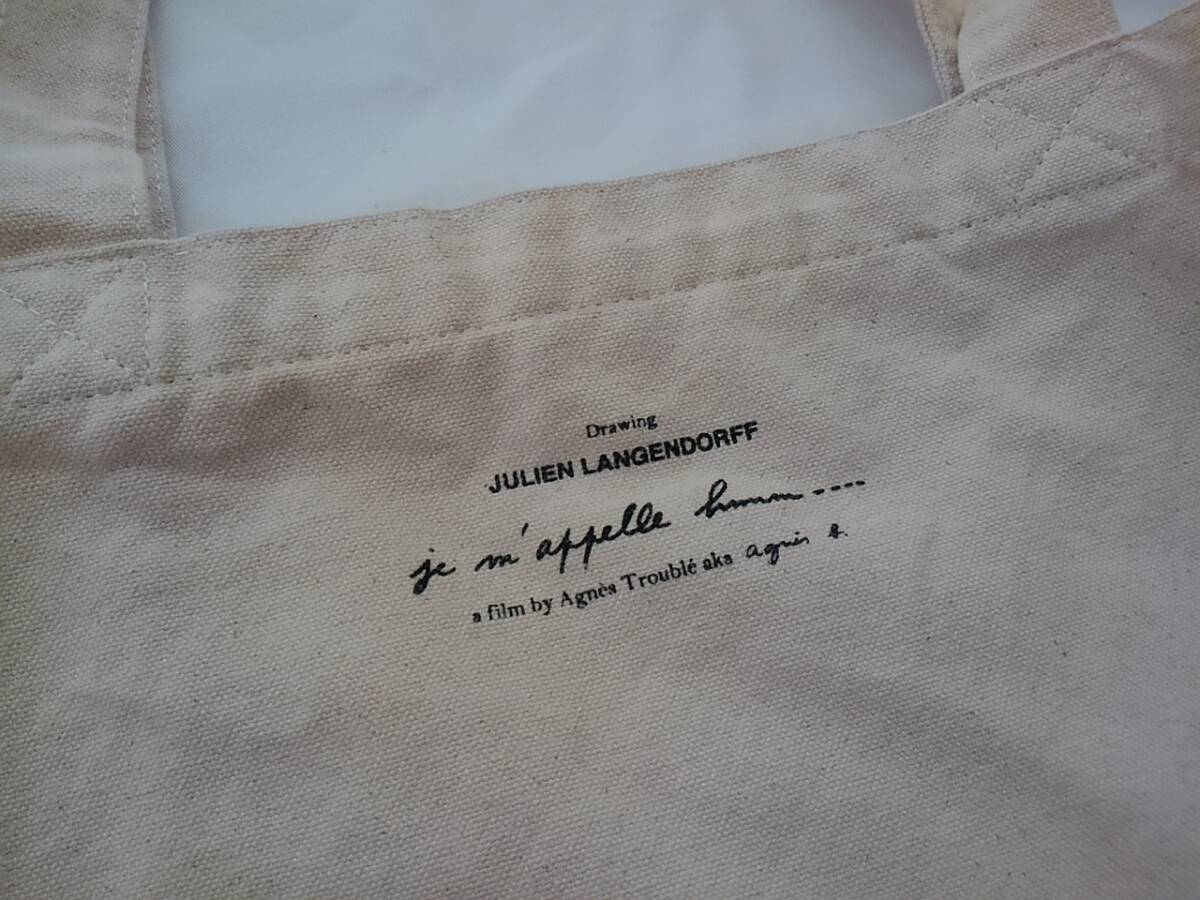 Drawing
JULIEN LANGENDORFF
je m'appelle hmmm....
a film by Agnès Troublé aka agnès b.